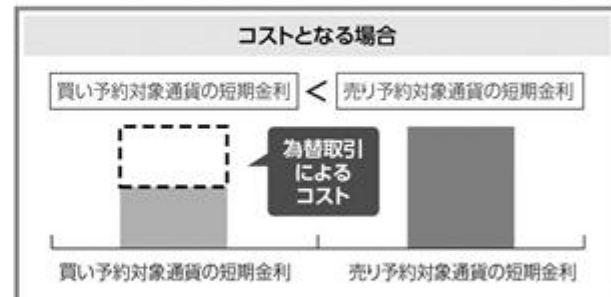 コストとなる場合
買い予約対象通貨の短期金利 < 売り予約対象通貨の短期金利
為替取引
による
コスト
買い予約対象通貨の短期金利 売り予約対象通貨の短期金利